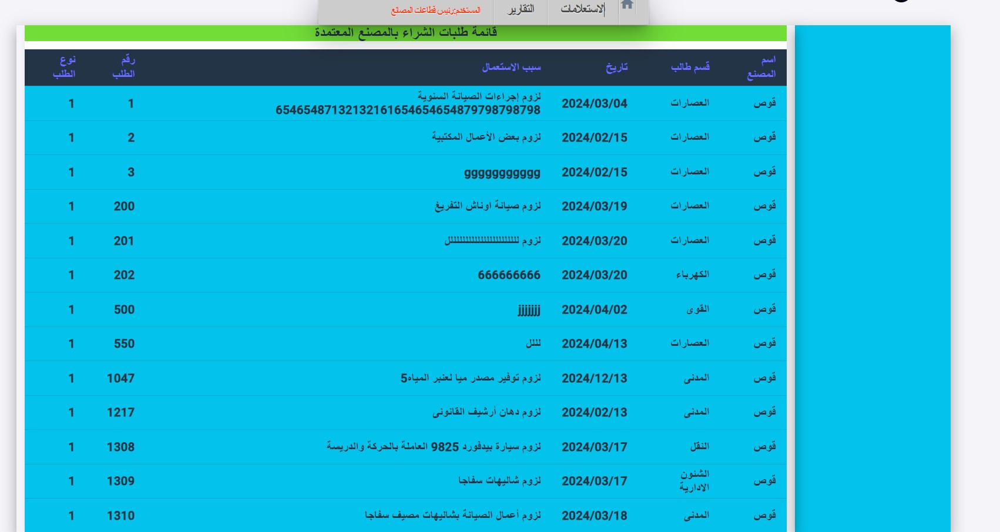 الاستعلامات التقارير المستخدم:رئيس قطاعات المصانع
قائمة طلبات الشراء بالمصنع المعتمدة
اسم المصنع قسم طالب تاريخ سبب الاستعمال رقم الطلب نوع الطلب
قوص العصارات 2024/03/04 لزوم إجراءات الصيانة السنوية 1 1
654654871321321616546546548797987987​98
قوص العصارات 2024/02/15 لزوم بعض الأعمال المكتبية 2 1
قوص العصارات 2024/02/15 ggggggggggg 3 1
قوص العصارات 2024/03/19 لزوم صيانة اوناش التفريغ 200 1
قوص العصارات 2024/03/20 لزوم للللللللللللللللللللللللل 201 1
قوص الكهرباء 2024/03/20 666666666 202 1
قوص القوى 2024/04/02 jjjjjjj 500 1
قوص العصارات 2024/04/13 للللل 550 1
قوص المدنى 2024/12/13 لزوم توفير مصدر ميا لعنبر المياه5 1047 1
قوص المدنى 2024/02/13 لزوم دهان أرشيف القانونى 1217 1
قوص النقل 2024/03/17 لزوم سيارة بيدفورد 9825 العاملة بالحركة والدريسة 1308 1
قوص الشئون الادارية 2024/03/17 لزوم شاليهات سفاجا 1309 1
قوص المدنى 2024/03/18 لزوم أعمال الصيانة بشاليهات مصيف سفاجا 1310 1